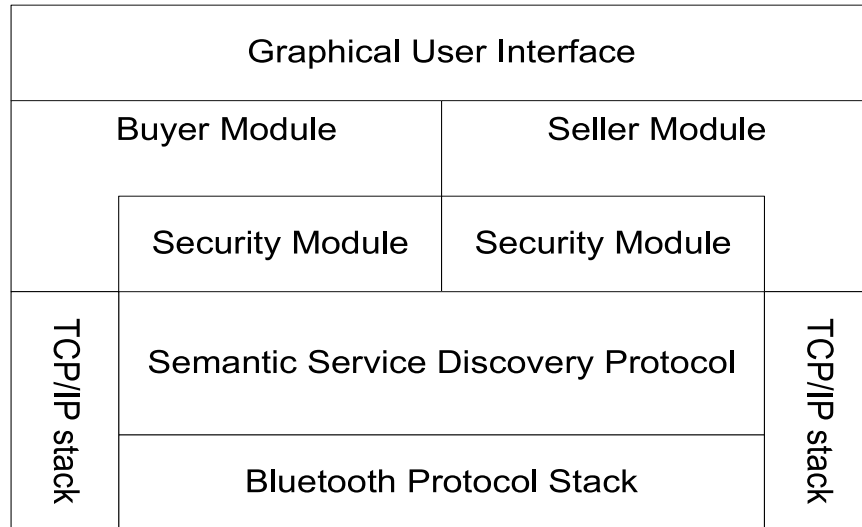 Graphical User Interface
Buyer Module
Seller Module
Security Module
Security Module
TCP/IP stack
Semantic Service Discovery Protocol
TCP/IP stack
Bluetooth Protocol Stack